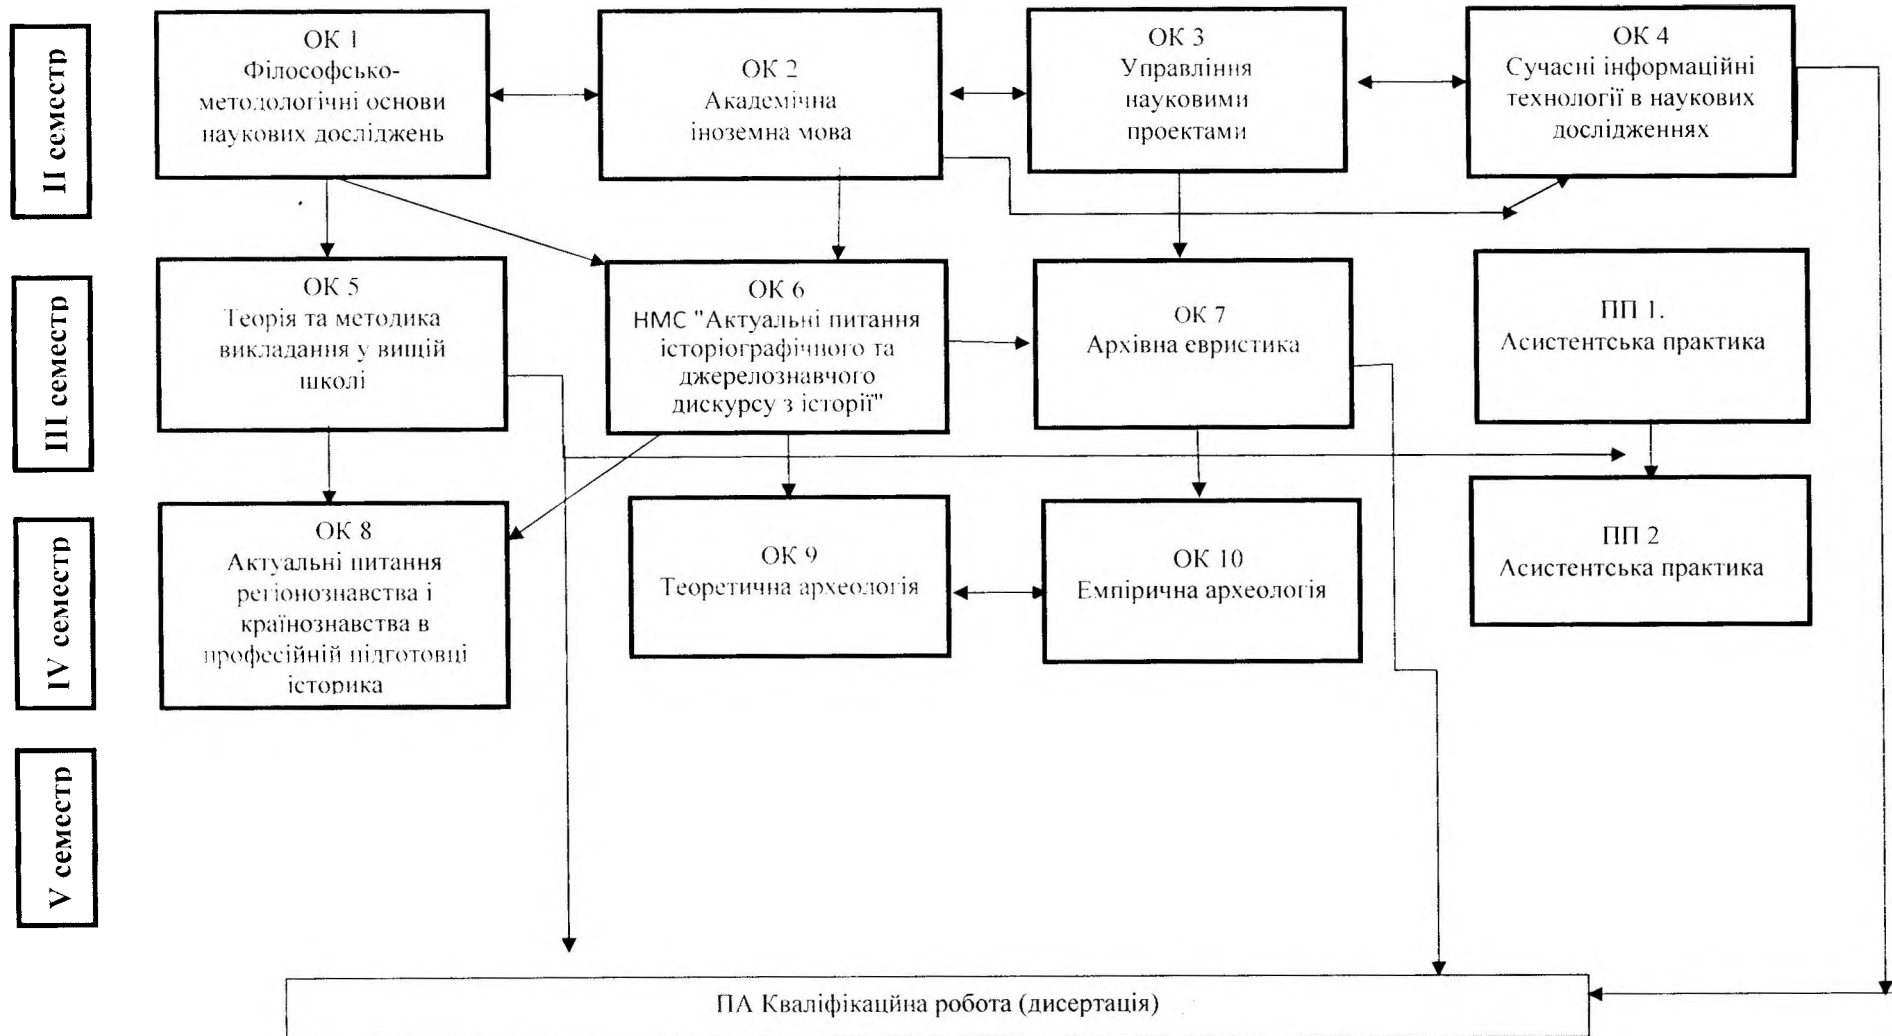 II семестр
ОК 1
Філософсько-
методологічні основи
наукових досліджень
ОК 2
Академічна
іноземна мова
ОК 3
Управління
науковими
проектами
ОК 4
Сучасні інформаційні
технології в наукових
дослідженнях
III семестр
ОК 5
Теорія та методика
викладання у вищій
школі
ОК 6
НМС "Актуальні питання
історіографічного та
джерелознавчого
дискурсу з історії"
ОК 7
Архівна евристика
ПП 1.
Асистентська практика
IV семестр
ОК 8
Актуальні питання
регіонознавства і
країнознавства в
професійній підготовці
історика
ОК 9
Теоретична археологія
ОК 10
Емпірична археологія
ПП 2
Асистентська практика
V семестр
ПА Кваліфікаційна робота (дисертація)